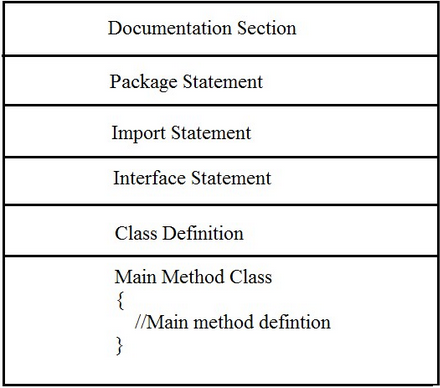 Documentation Section
Package Statement
Import Statement
Interface Statement
Class Definition
Main Method Class
{
//Main method defintion
}